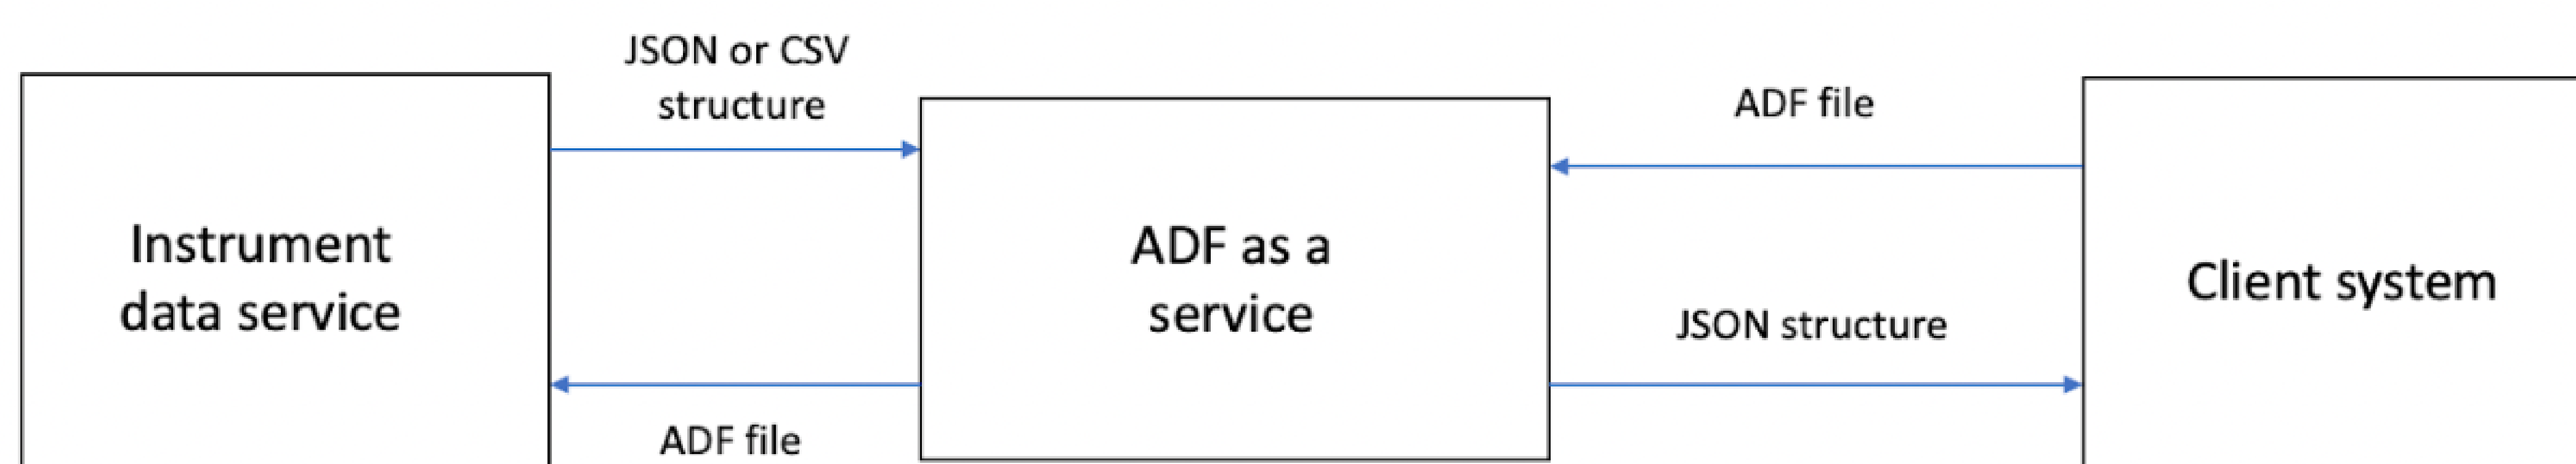 JSON or CSV
structure
ADF file
Instrument
data service
ADF as a
service
Client system
JSON structure
ADF file